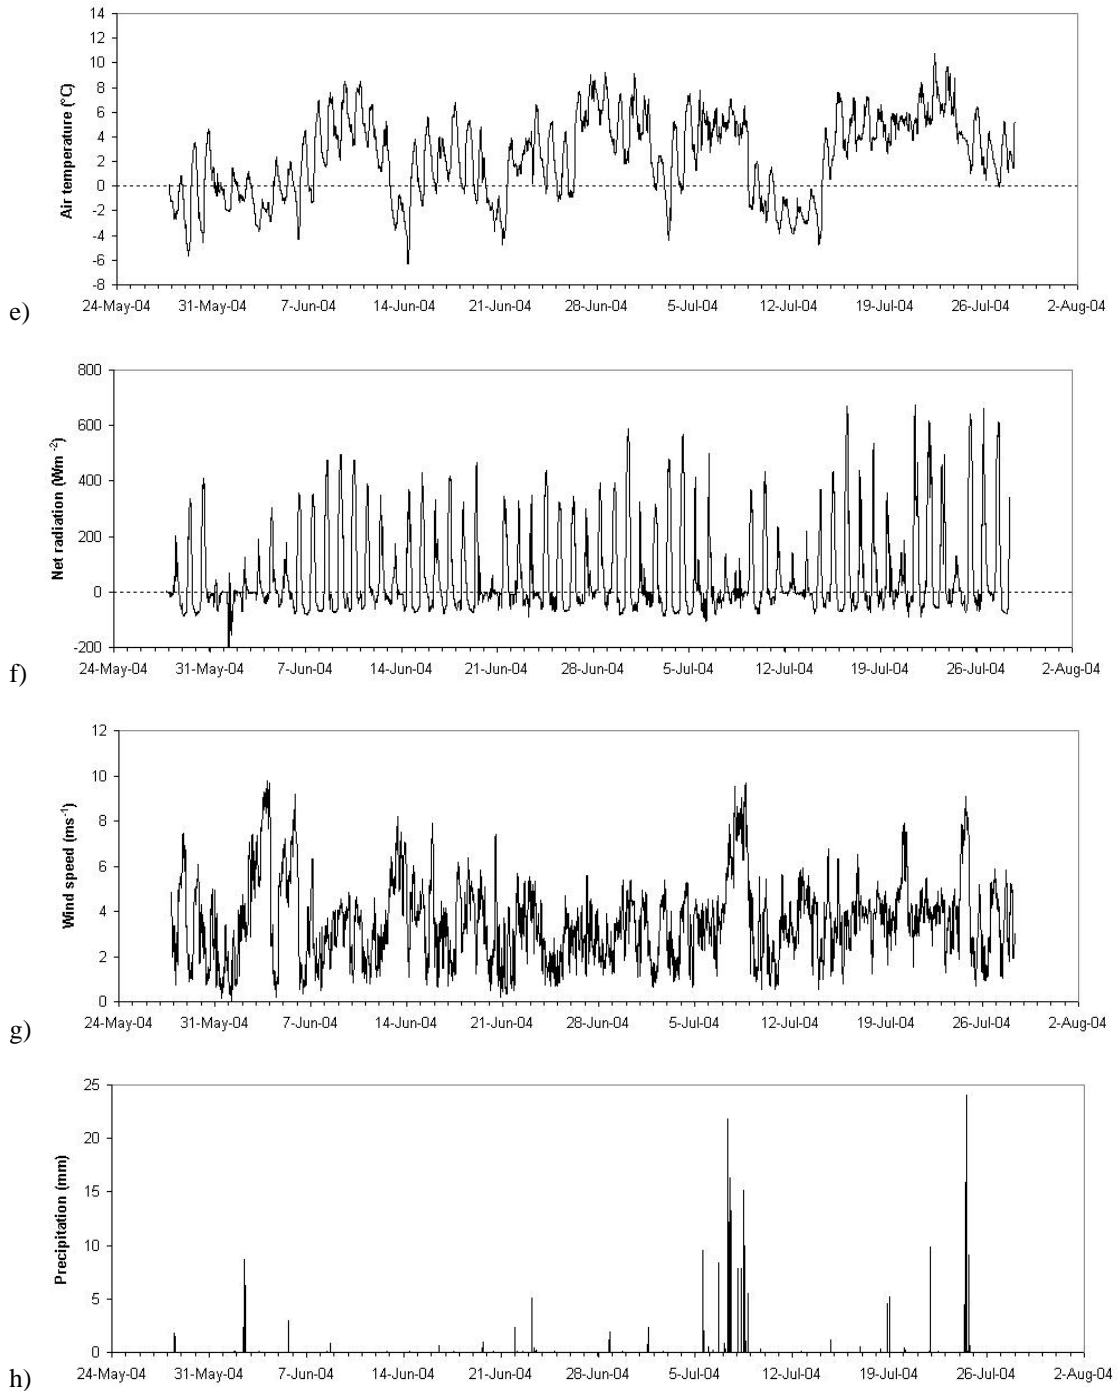 14
12
10
8
6
4
2
0
-2
-4
-6
-8
Air temperature (°C)
24-May-04 31-May-04 7-Jun-04 14-Jun-04 21-Jun-04 28-Jun-04 5-Jul-04 12-Jul-04 19-Jul-04 26-Jul-04 2-Aug-04
e)
800
600
400
200
0
-200
Net radiation (Wm⁻²)
24-May-04 31-May-04 7-Jun-04 14-Jun-04 21-Jun-04 28-Jun-04 5-Jul-04 12-Jul-04 19-Jul-04 26-Jul-04 2-Aug-04
f)
12
10
8
6
4
2
0
Wind speed (ms⁻¹)
24-May-04 31-May-04 7-Jun-04 14-Jun-04 21-Jun-04 28-Jun-04 5-Jul-04 12-Jul-04 19-Jul-04 26-Jul-04 2-Aug-04
g)
25
20
15
10
5
0
Precipitation (mm)
24-May-04 31-May-04 7-Jun-04 14-Jun-04 21-Jun-04 28-Jun-04 5-Jul-04 12-Jul-04 19-Jul-04 26-Jul-04 2-Aug-04
h)